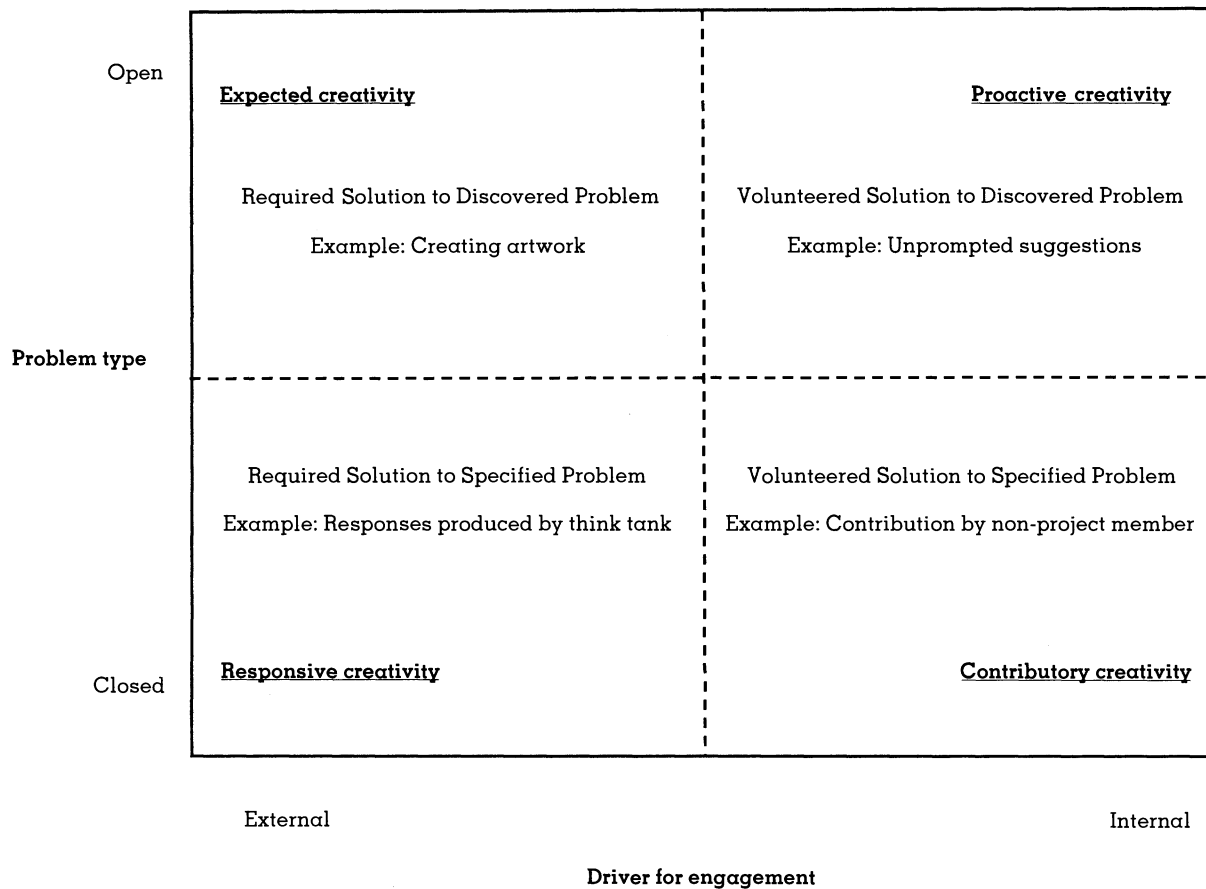 Open
Expected creativity
Proactive creativity
Required Solution to Discovered Problem
Example: Creating artwork
Volunteered Solution to Discovered Problem
Example: Unprompted suggestions
Problem type
Required Solution to Specified Problem
Example: Responses produced by think tank
Volunteered Solution to Specified Problem
Example: Contribution by non-project member
Closed
Responsive creativity
Contributory creativity
External
Internal
Driver for engagement